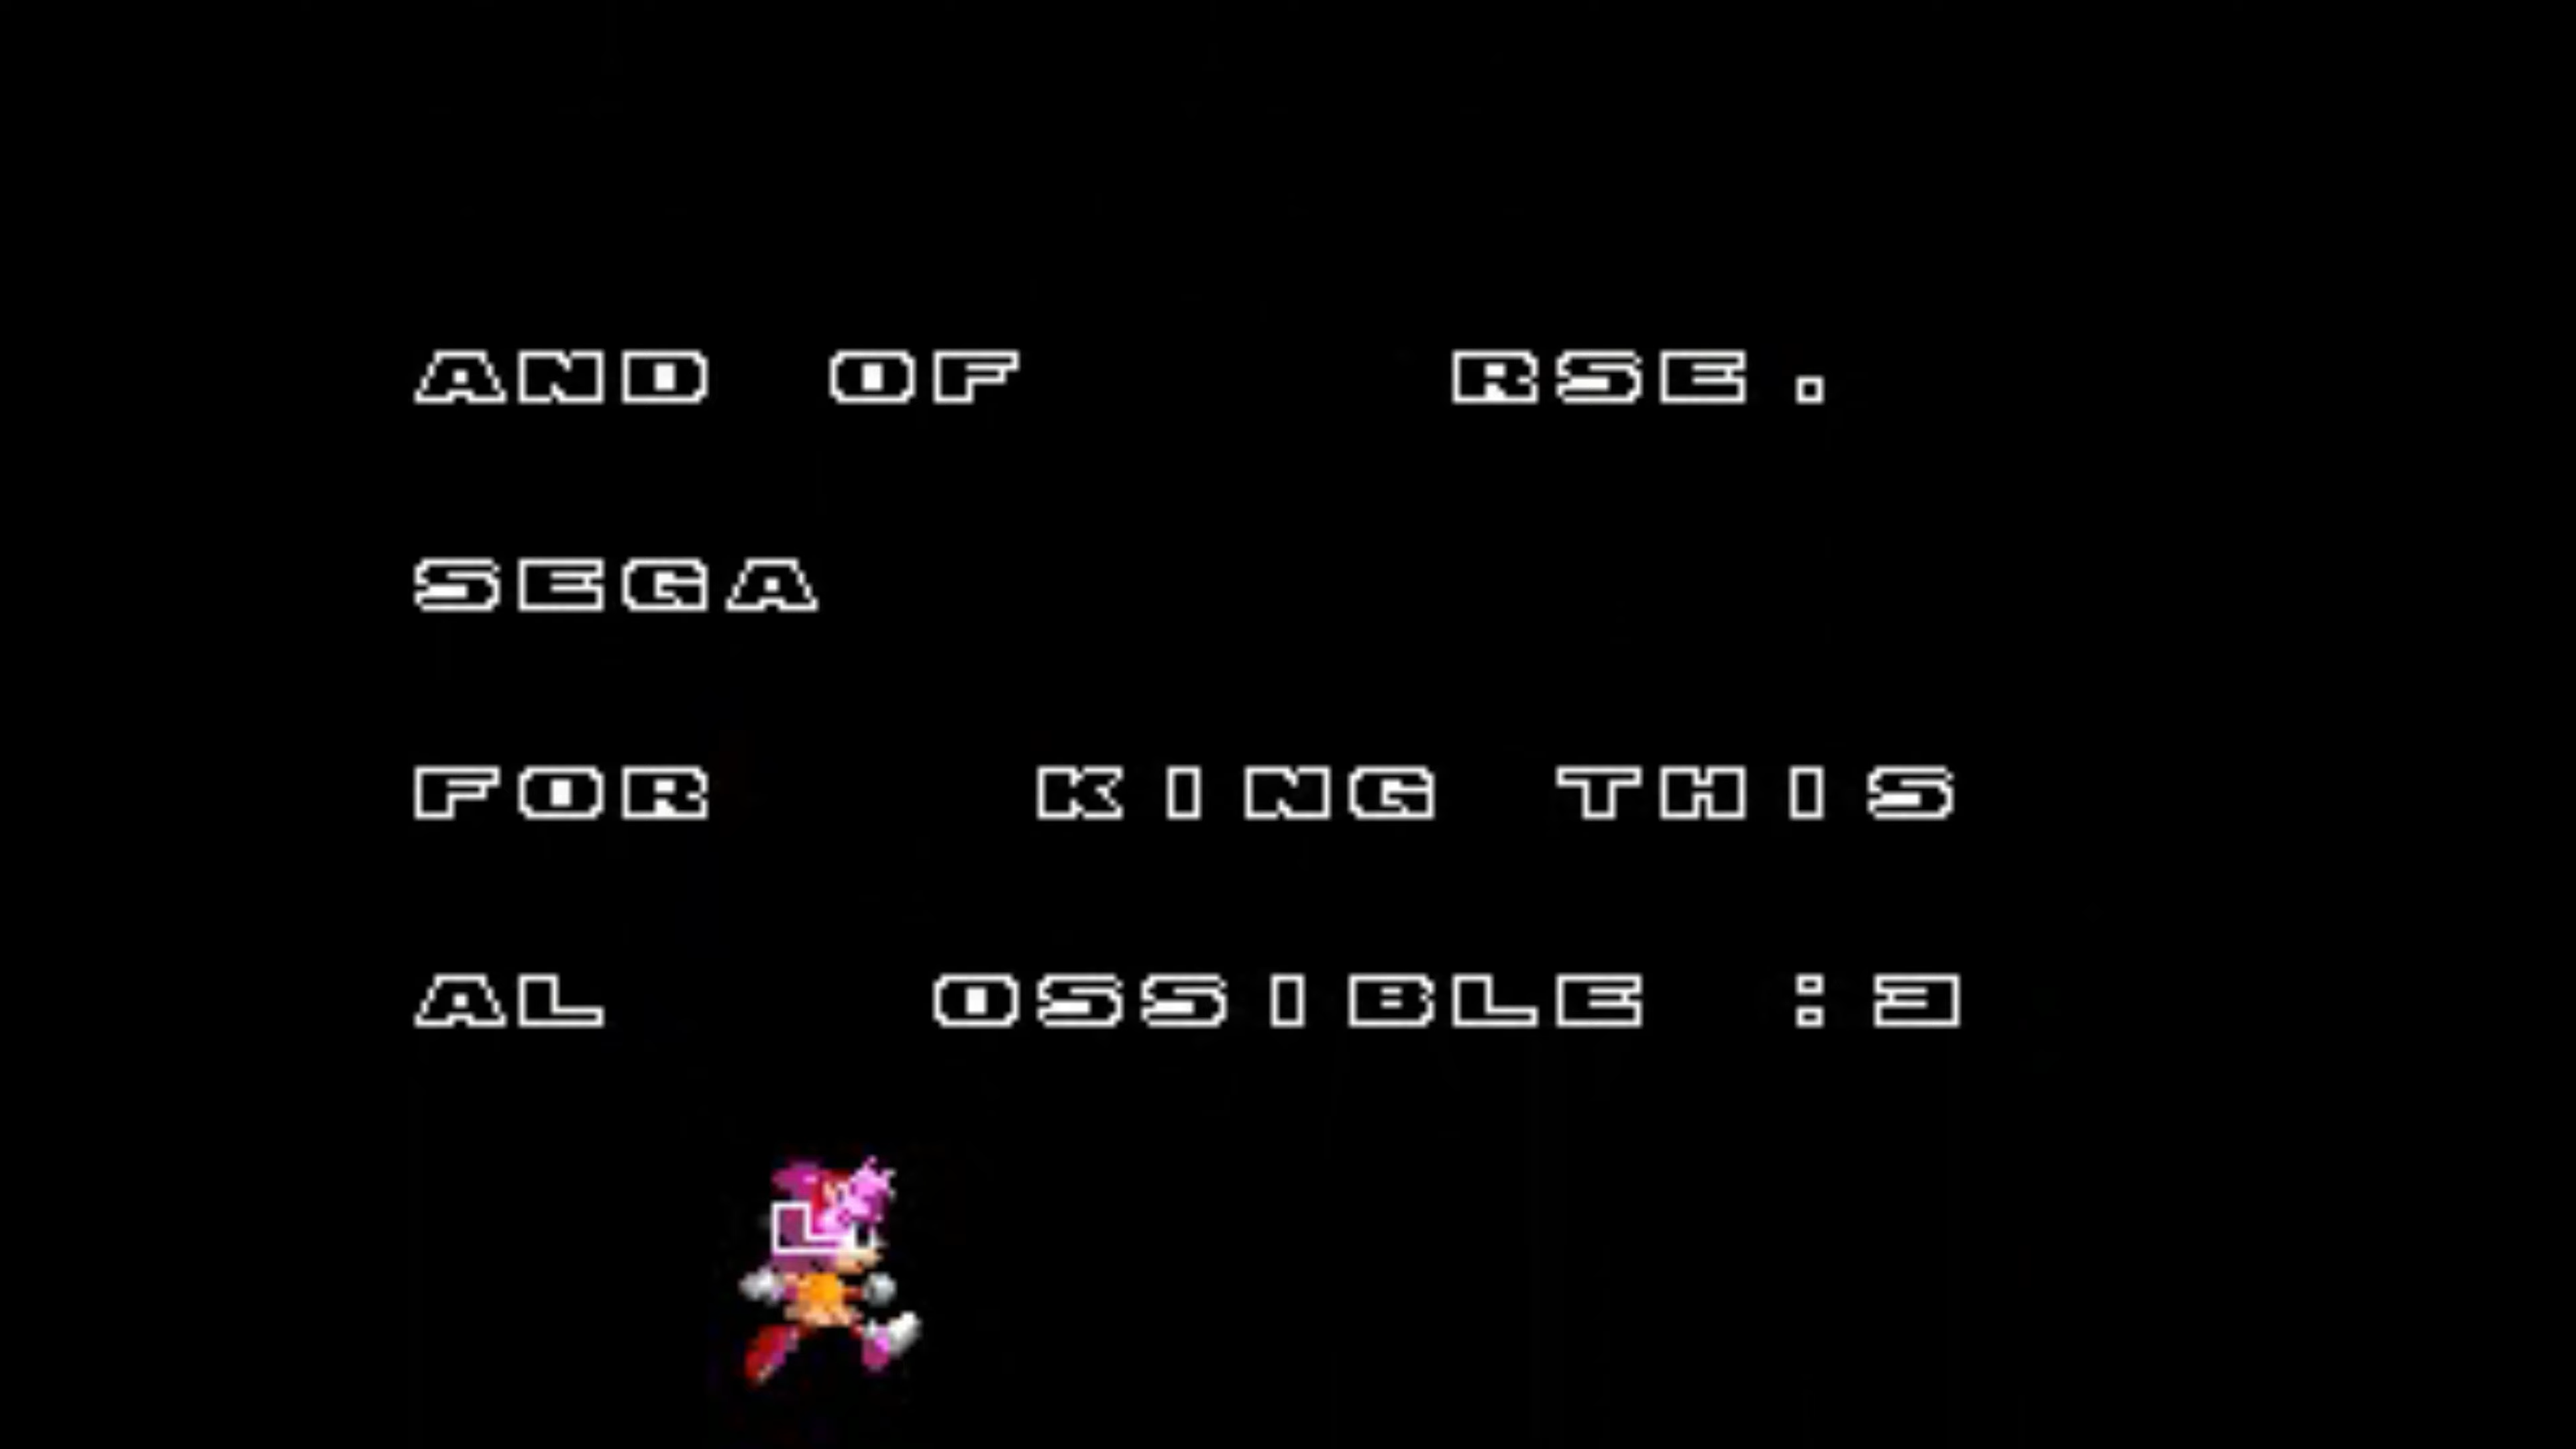 AND OF RSE.
SEGA
FOR KING THIS
AL OSSIBLE :3
L